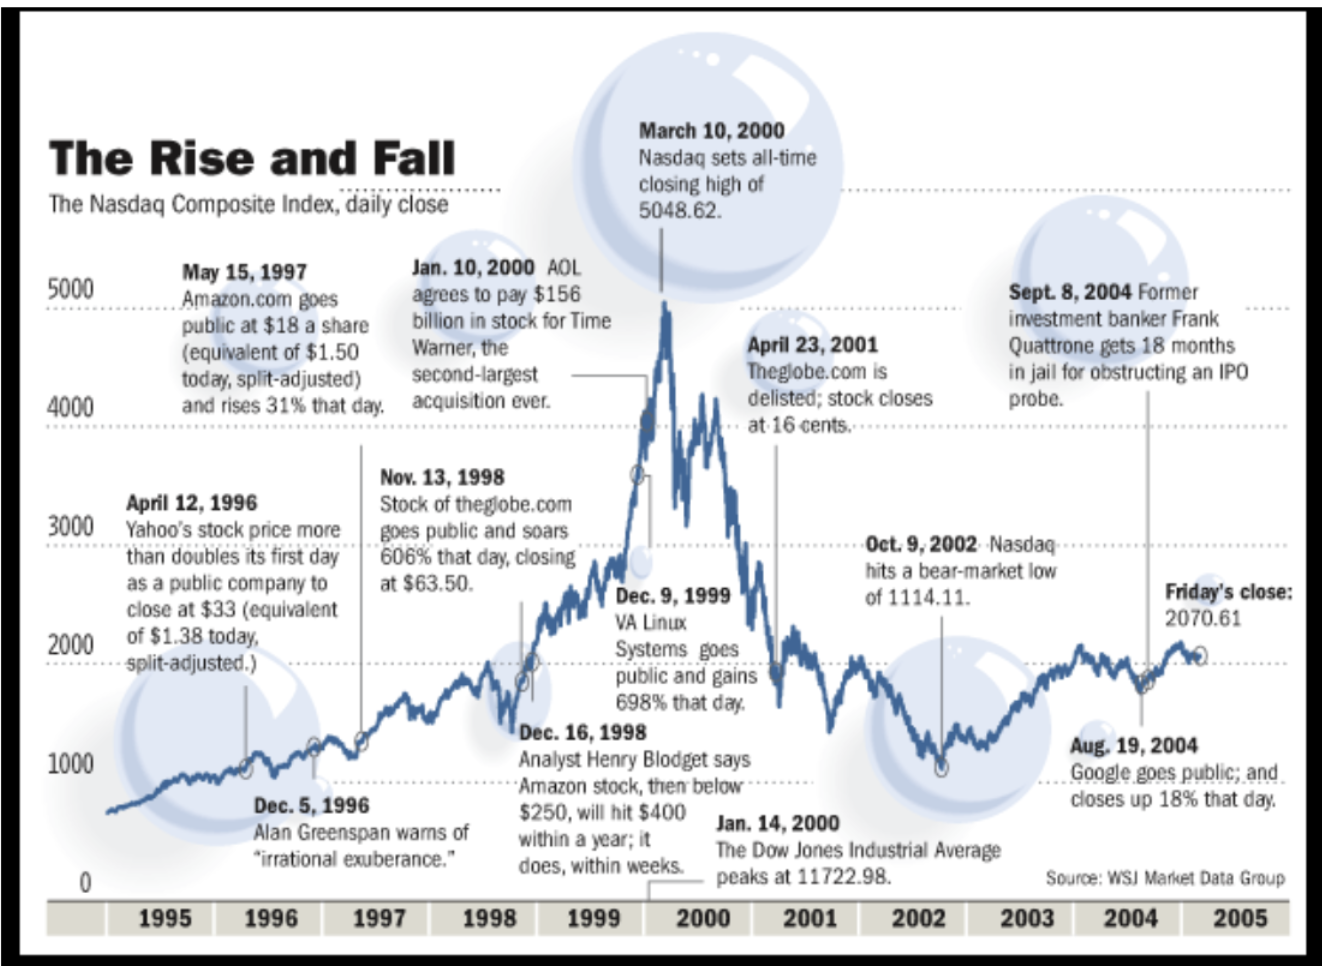 The Rise and Fall
The Nasdaq Composite Index, daily close
March 10, 2000
Nasdaq sets all-time
closing high of
5048.62.
May 15, 1997
Amazon.com goes
public at $18 a share
(equivalent of $1.50
today, split-adjusted)
and rises 31% that day.
Jan. 10, 2000 AOL
agrees to pay $156
billion in stock for Time
Warner, the
second-largest
acquisition ever.
April 23, 2001
Theglobe.com is
delisted; stock closes
at 16 cents.
Sept. 8, 2004 Former
investment banker Frank
Quattrone gets 18 months
in jail for obstructing an IPO
probe.
April 12, 1996
Yahoo's stock price more
than doubles its first day
as a public company to
close at $33 (equivalent
of $1.38 today,
split-adjusted.)
Nov. 13, 1998
Stock of theglobe.com
goes public and soars
606% that day, closing
at $63.50.
Dec. 9, 1999
VA Linux
Systems goes
public and gains
698% that day.
Oct. 9, 2002 Nasdaq
hits a bear-market low
of 1114.11.
Friday's close:
2070.61
Dec. 5, 1996
Alan Greenspan warns of
"irrational exuberance."
Dec. 16, 1998
Analyst Henry Blodget says
Amazon stock, then below
$250, will hit $400
within a year; it
does, within weeks.
Jan. 14, 2000
The Dow Jones Industrial Average
peaks at 11722.98.
Aug. 19, 2004
Google goes public; and
closes up 18% that day.
Source: WSJ Market Data Group
5000
4000
3000
2000
1000
0
1995 1996 1997 1998 1999 2000 2001 2002 2003 2004 2005